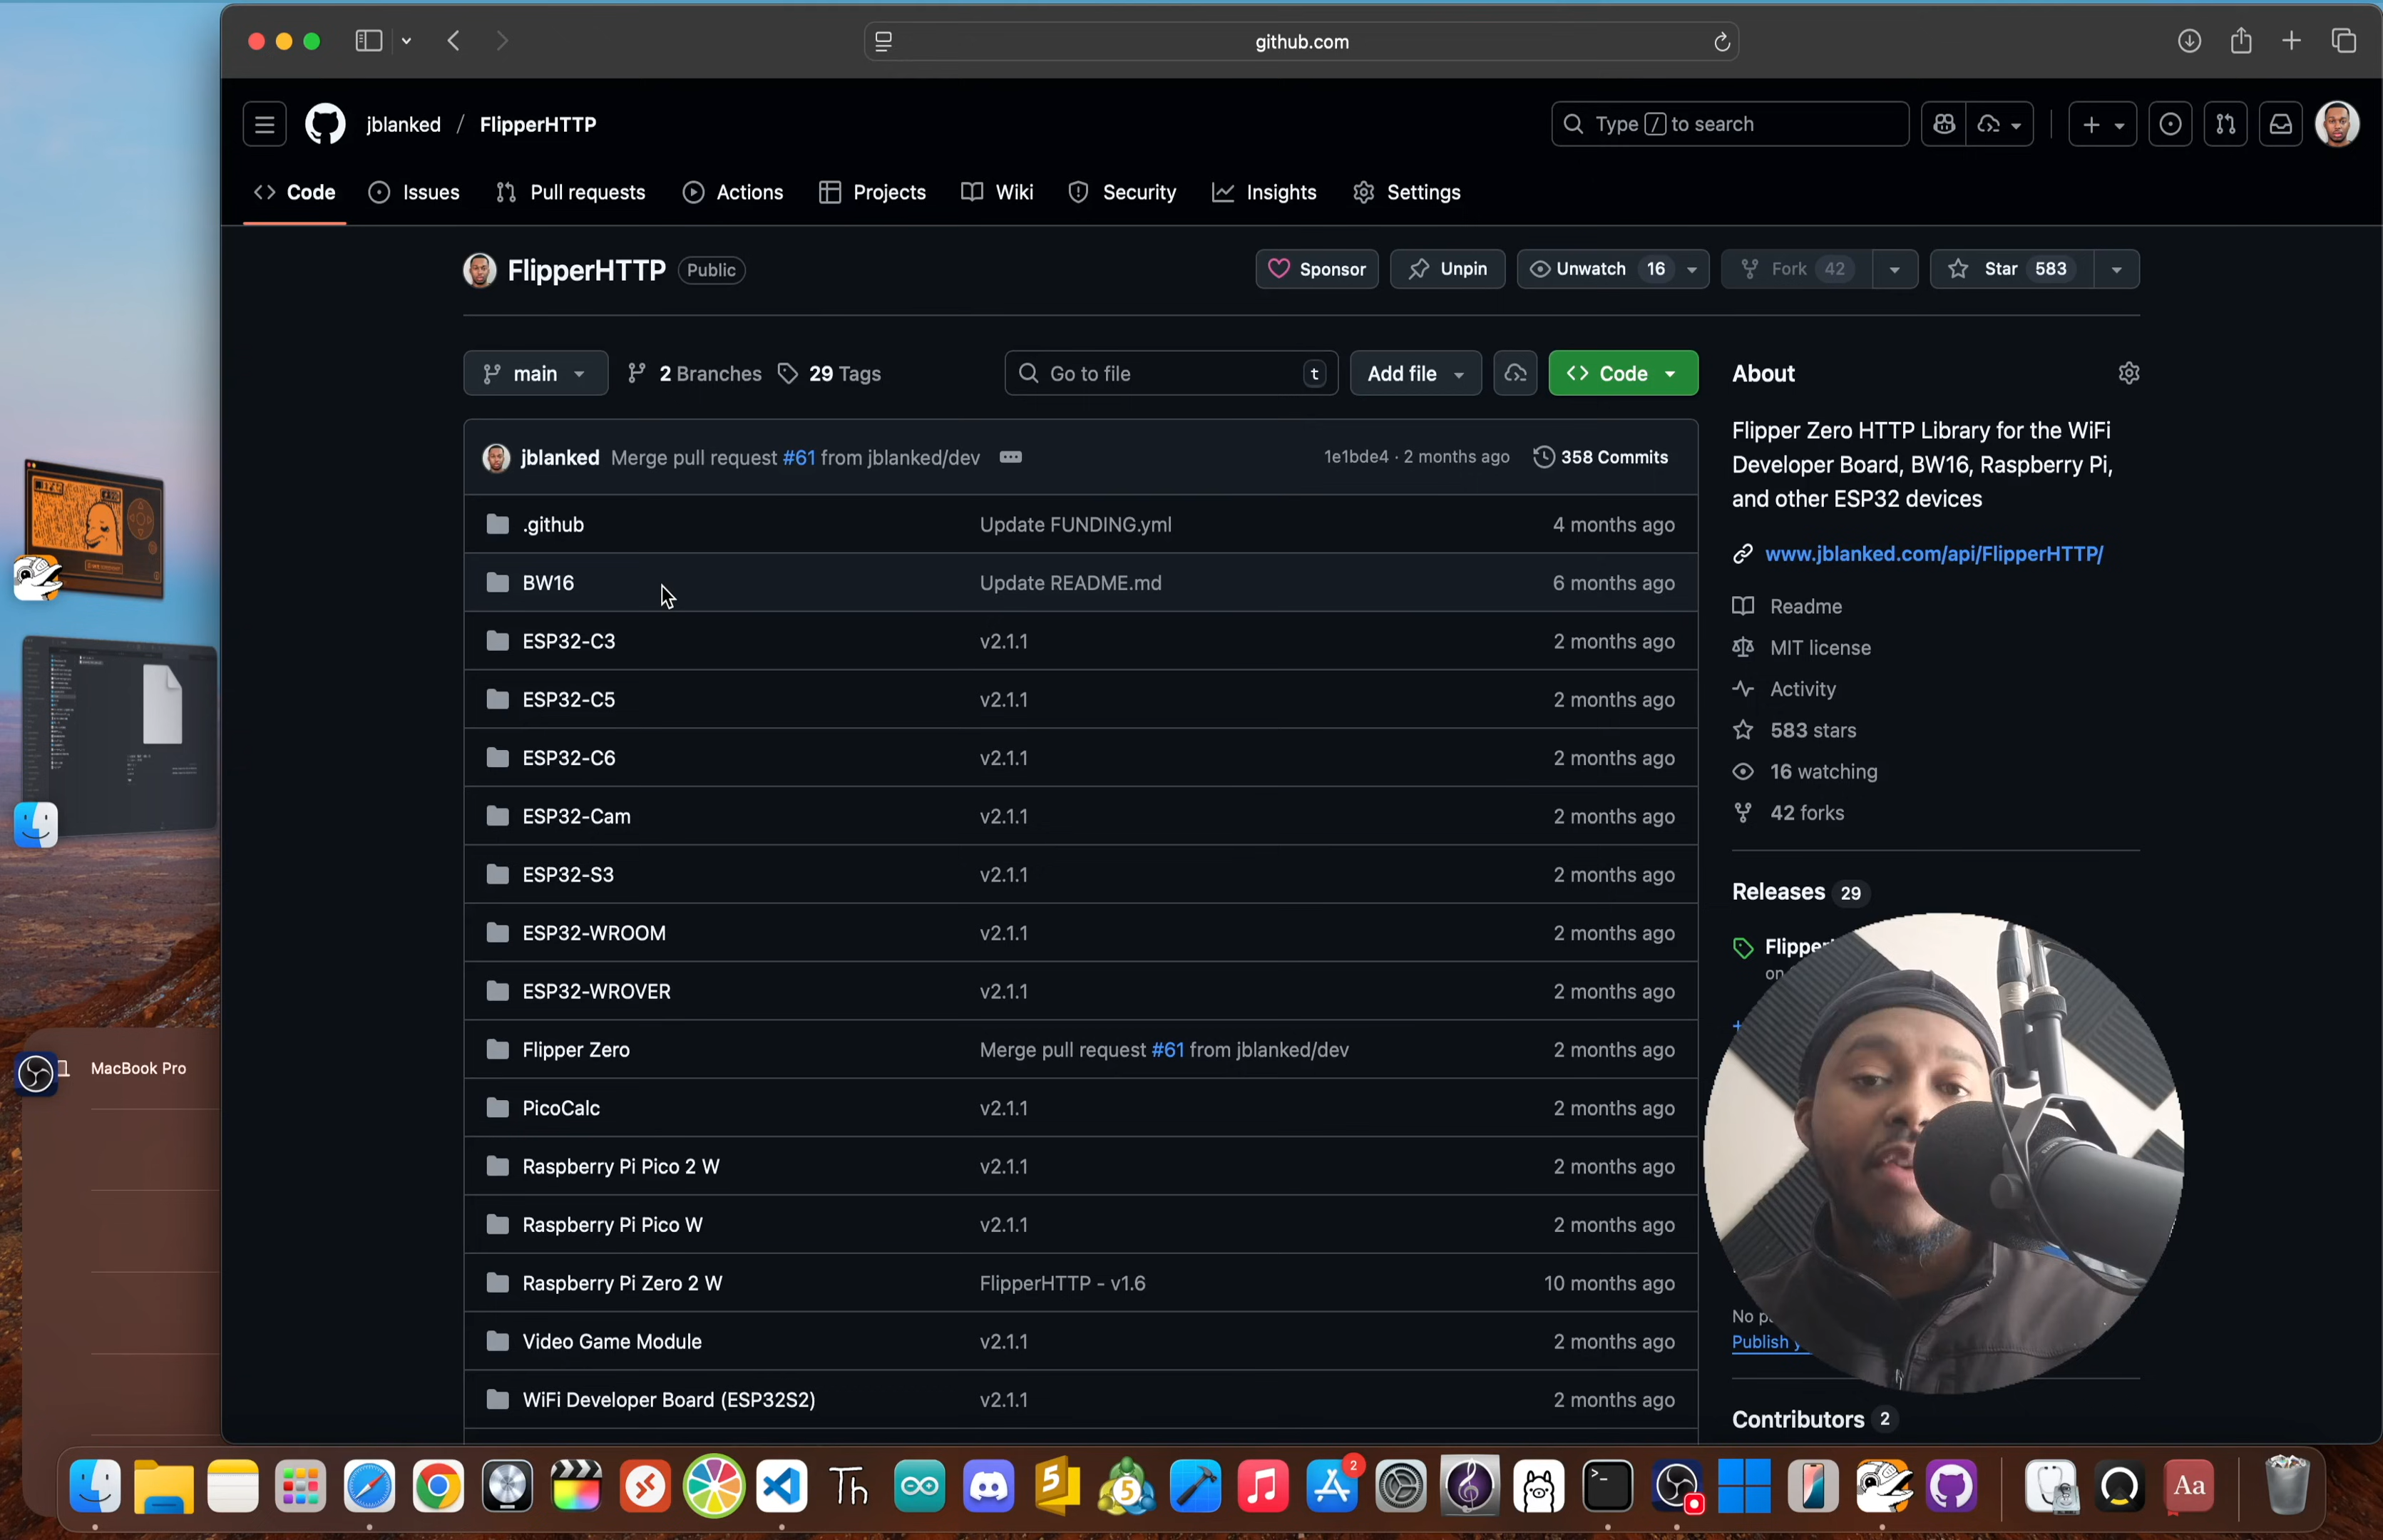 github.com
jblanked / FlipperHTTP
Type / to search
Code Issues Pull requests Actions Projects Wiki Security Insights Settings
FlipperHTTP Public
Sponsor Unpin Unwatch 16 Fork 42 Star 583
main 2 Branches 29 Tags Go to file t Add file Code
jblanked Merge pull request #61 from jblanked/dev 1e1bde4 · 2 months ago 358 Commits
.github Update FUNDING.yml 4 months ago
BW16 Update README.md 6 months ago
ESP32-C3 v2.1.1 2 months ago
ESP32-C5 v2.1.1 2 months ago
ESP32-C6 v2.1.1 2 months ago
ESP32-Cam v2.1.1 2 months ago
ESP32-S3 v2.1.1 2 months ago
ESP32-WROOM v2.1.1 2 months ago
ESP32-WROVER v2.1.1 2 months ago
Flipper Zero Merge pull request #61 from jblanked/dev 2 months ago
PicoCalc v2.1.1 2 months ago
Raspberry Pi Pico 2 W v2.1.1 2 months ago
Raspberry Pi Pico W v2.1.1 2 months ago
Raspberry Pi Zero 2 W FlipperHTTP - v1.6 10 months ago
Video Game Module v2.1.1 2 months ago
WiFi Developer Board (ESP32S2) v2.1.1 2 months ago
About
Flipper Zero HTTP Library for the WiFi
Developer Board, BW16, Raspberry Pi,
and other ESP32 devices
www.jblanked.com/api/FlipperHTTP/
Readme
MIT license
Activity
583 stars
16 watching
42 forks
Releases 29
Flipper
on
+
No p
Publish y
Contributors 2
MacBook Pro
Th
5
5
2
>-
Aa